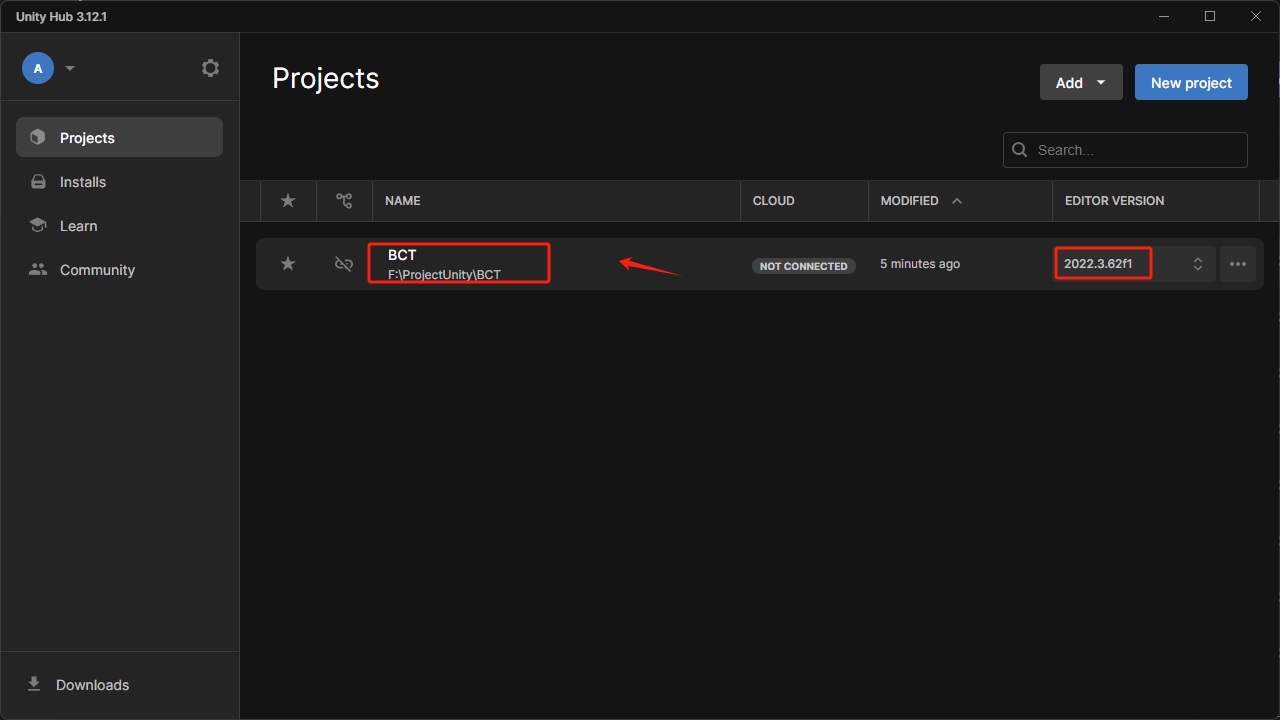 Unity Hub 3.12.1
A
Projects
Installs
Learn
Community
Downloads
Projects
Add
New project
Search...
NAME
CLOUD
MODIFIED
EDITOR VERSION
BCT
F:\ProjectUnity\BCT
NOT CONNECTED
5 minutes ago
2022.3.62f1